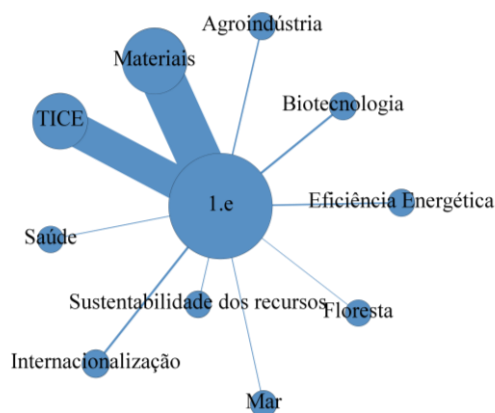 Agroindústria
Materiais
Biotecnologia
TICE
1.e
Eficiência Energética
Saúde
Sustentabilidade dos recursos
Floresta
Internacionalização
Mar